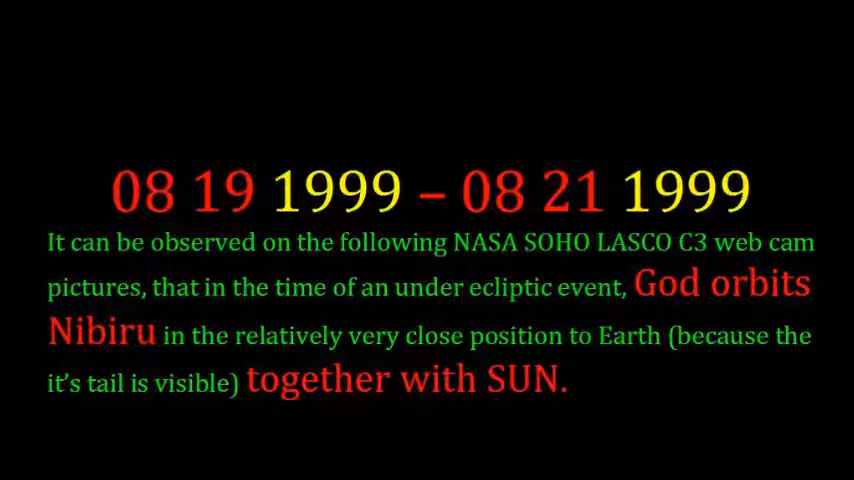 08 19 1999 – 08 21 1999
It can be observed on the following NASA SOHO LASCO C3 web cam
pictures, that in the time of an under ecliptic event, God orbits
Nibiru in the relatively very close position to Earth (because the
it’s tail is visible) together with SUN.